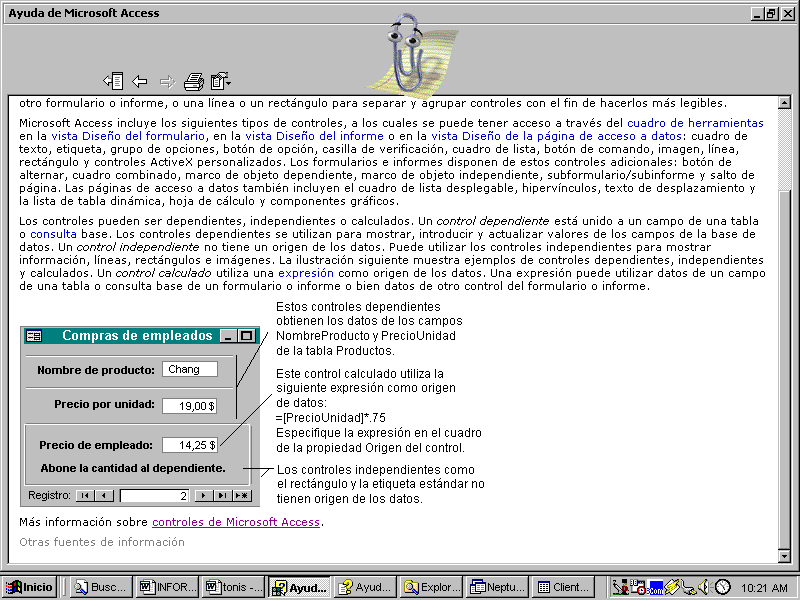 Ayuda de Microsoft Access
otro formulario o informe, o una línea o un rectángulo para separar y agrupar controles con el fin de hacerlos más legibles.
Microsoft Access incluye los siguientes tipos de controles, a los cuales se puede tener acceso a través del cuadro de herramientas
en la vista Diseño del formulario, en la vista Diseño del informe o en la vista Diseño de la página de acceso a datos: cuadro de
texto, etiqueta, grupo de opciones, botón de opción, casilla de verificación, cuadro de lista, botón de comando, imagen, línea,
rectángulo y controles ActiveX personalizados. Los formularios e informes disponen de estos controles adicionales: botón de
alternar, cuadro combinado, marco de objeto dependiente, marco de objeto independiente, subformulario/subinforme y salto de
página. Las páginas de acceso a datos también incluyen el cuadro de lista desplegable, hipervínculos, texto de desplazamiento y
la lista de tabla dinámica, hoja de cálculo y componentes gráficos.
Los controles pueden ser dependientes, independientes o calculados. Un control dependiente está unido a un campo de una tabla
o consulta base. Los controles dependientes se utilizan para mostrar, introducir y actualizar valores de los campos de la base de
datos. Un control independiente no tiene un origen de los datos. Puede utilizar los controles independientes para mostrar
información, líneas, rectángulos e imágenes. La ilustración siguiente muestra ejemplos de controles dependientes, independientes
y calculados. Un control calculado utiliza una expresión como origen de los datos. Una expresión puede utilizar datos de un campo
de una tabla o consulta base de un formulario o informe o bien datos de otro control del formulario o informe.
Compras de empleados
Nombre de producto: Chang
Precio por unidad: 19,00 $
Precio de empleado: 14,25 $
Abone la cantidad al dependiente.
Registro: 2
Estos controles dependientes
obtienen los datos de los campos
NombreProducto y PrecioUnidad
de la tabla Productos.
Este control calculado utiliza la
siguiente expresión como origen
de datos:
=[PrecioUnidad]*.75
Especifique la expresión en el cuadro
de la propiedad Origen del control.
Los controles independientes como
el rectángulo y la etiqueta estándar no
tienen origen de los datos.
Más información sobre controles de Microsoft Access.
Otras fuentes de información
Inicio Busc... INFOR... tonis -... Ayud... Ayud... Explor... Neptu... Client... 10:21 AM